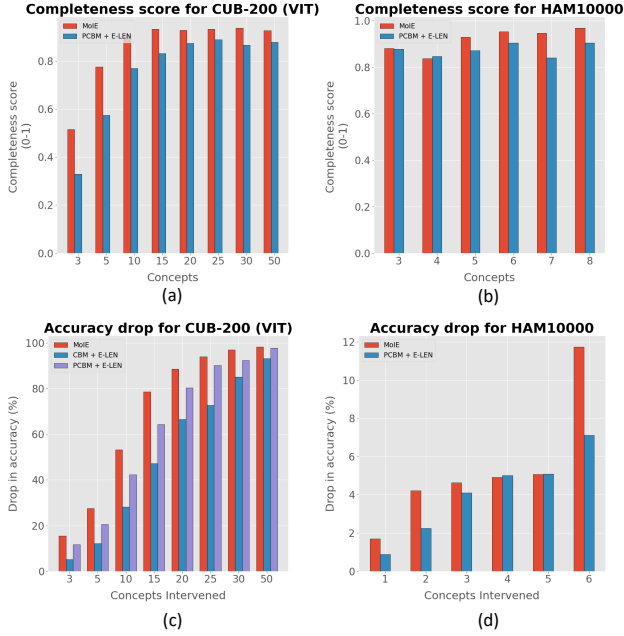 Completeness score for CUB-200 (VIT)
MoIE
PCBM + E-LEN
Completeness score
(0-1)
0.8
0.6
0.4
0.2
0.0
3 5 10 15 20 25 30 50
Concepts
(a)
Completeness score for HAM10000
MoIE
PCBM + E-LEN
Completeness score
(0-1)
1.0
0.8
0.6
0.4
0.2
0.0
3 4 5 6 7 8
Concepts
(b)
Accuracy drop for CUB-200 (VIT)
MoIE
CBM + E-LEN
PCBM + E-LEN
Drop in accuracy (%)
100
80
60
40
20
0
3 5 10 15 20 25 30 50
Concepts Intervened
(c)
Accuracy drop for HAM10000
MoIE
PCBM + E-LEN
Drop in accuracy (%)
12
10
8
6
4
2
0
1 2 3 4 5 6
Concepts Intervened
(d)